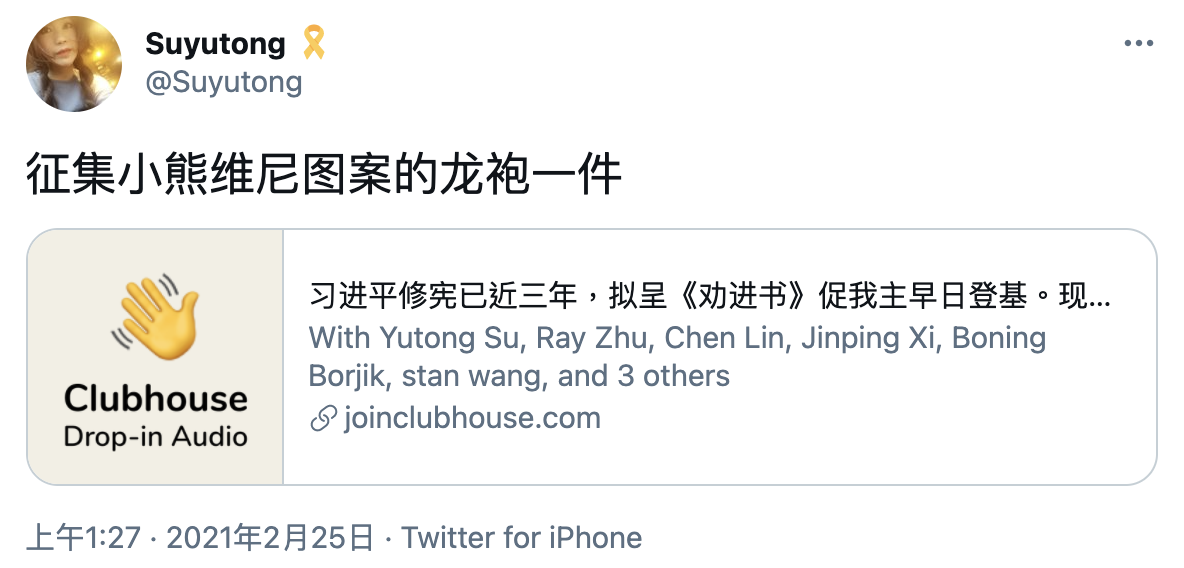 Suyutong 🎗
@Suyutong
征集小熊维尼图案的龙袍一件
Clubhouse
Drop-in Audio
习进平修宪已近三年，拟呈《劝进书》促我主早日登基。现...
With Yutong Su, Ray Zhu, Chen Lin, Jinping Xi, Boning
Borjik, stan wang, and 3 others
joinclubhouse.com
上午1:27 · 2021年2月25日 · Twitter for iPhone